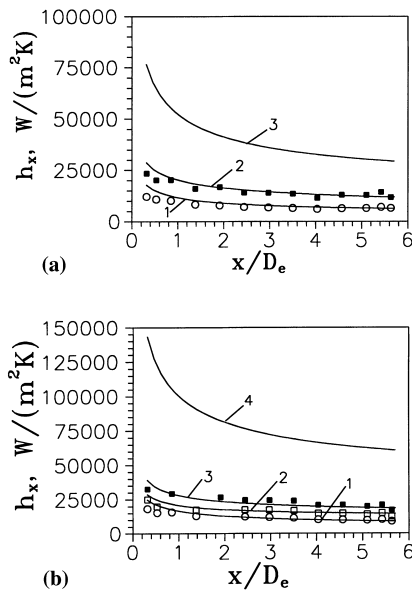 100000
75000
50000
25000
0
h_x, W/(m²K)
3
2
1
0 1 2 3 4 5 6
x/D_e
(a)
150000
125000
100000
75000
50000
25000
0
h_x, W/(m²K)
4
3
2
1
0 1 2 3 4 5 6
x/D_e
(b)